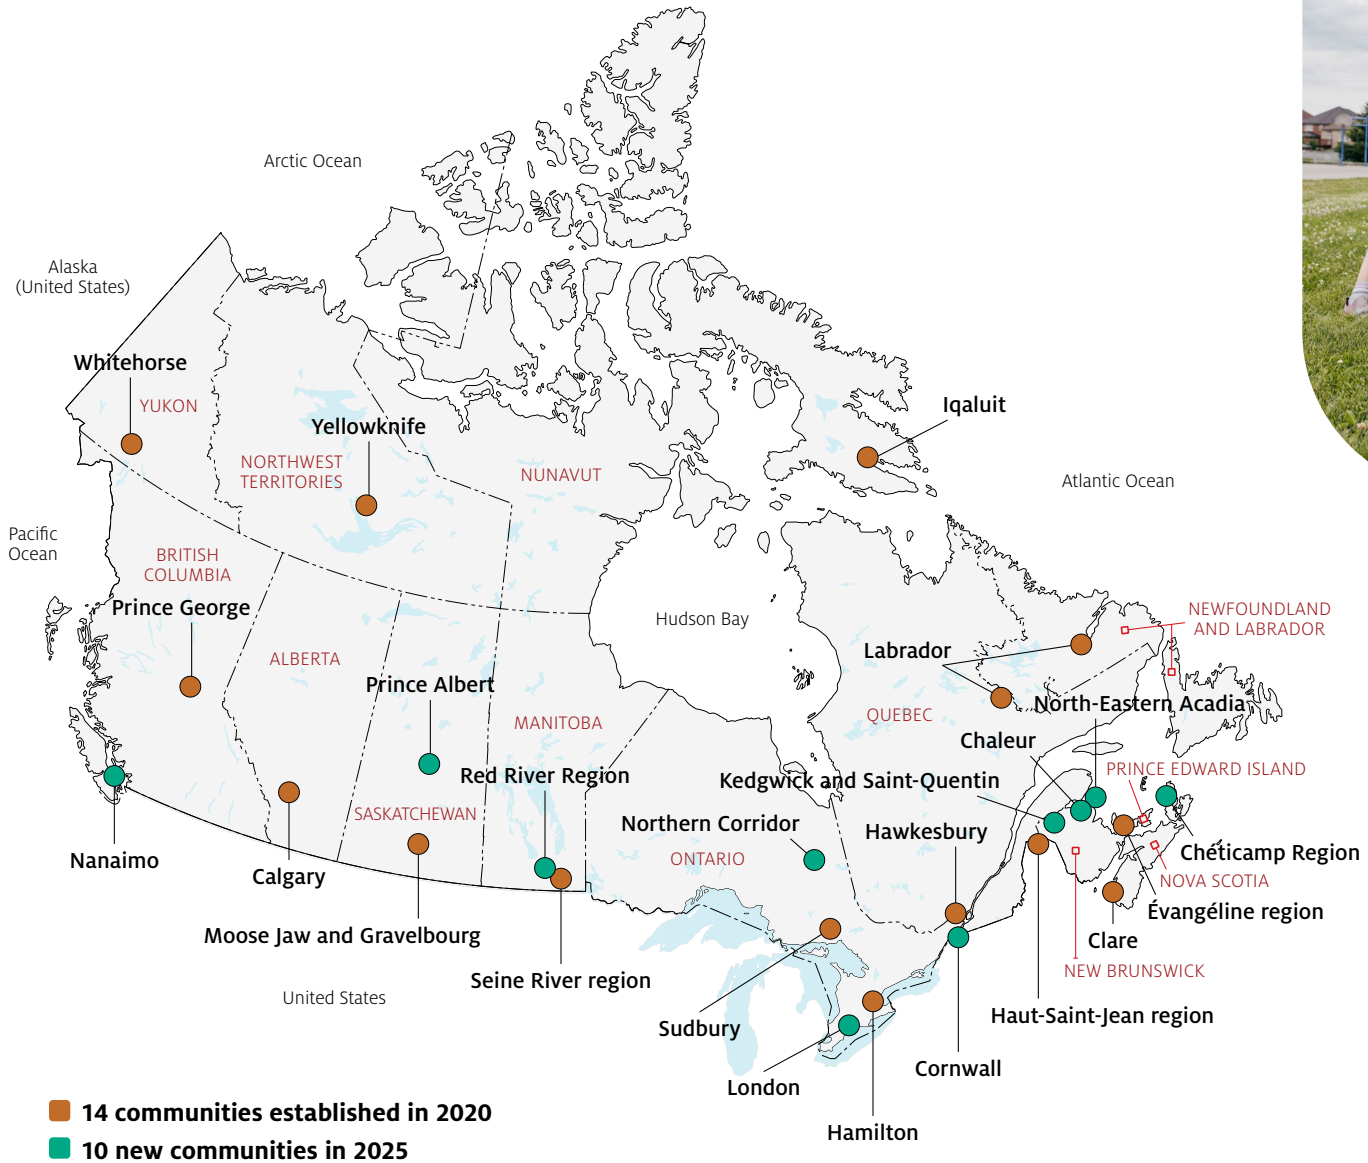 Arctic Ocean
Alaska
(United States)
Whitehorse
YUKON
Yellowknife
NORTHWEST
TERRITORIES
NUNAVUT
Iqaluit
Atlantic Ocean
Pacific
Ocean
BRITISH
COLUMBIA
Prince George
Hudson Bay
NEWFOUNDLAND
AND LABRADOR
Labrador
ALBERTA
Prince Albert
MANITOBA
QUEBEC
North-Eastern Acadia
Chaleur
PRINCE EDWARD ISLAND
Red River Region
Kedgwick and Saint-Quentin
SASKATCHEWAN
Northern Corridor
Hawkesbury
Nanaimo
Calgary
ONTARIO
Chéticamp Region
NOVA SCOTIA
Évangéline region
Moose Jaw and Gravelbourg
Clare
Seine River region
NEW BRUNSWICK
United States
Sudbury
Haut-Saint-Jean region
Cornwall
London
Hamilton
14 communities established in 2020
10 new communities in 2025